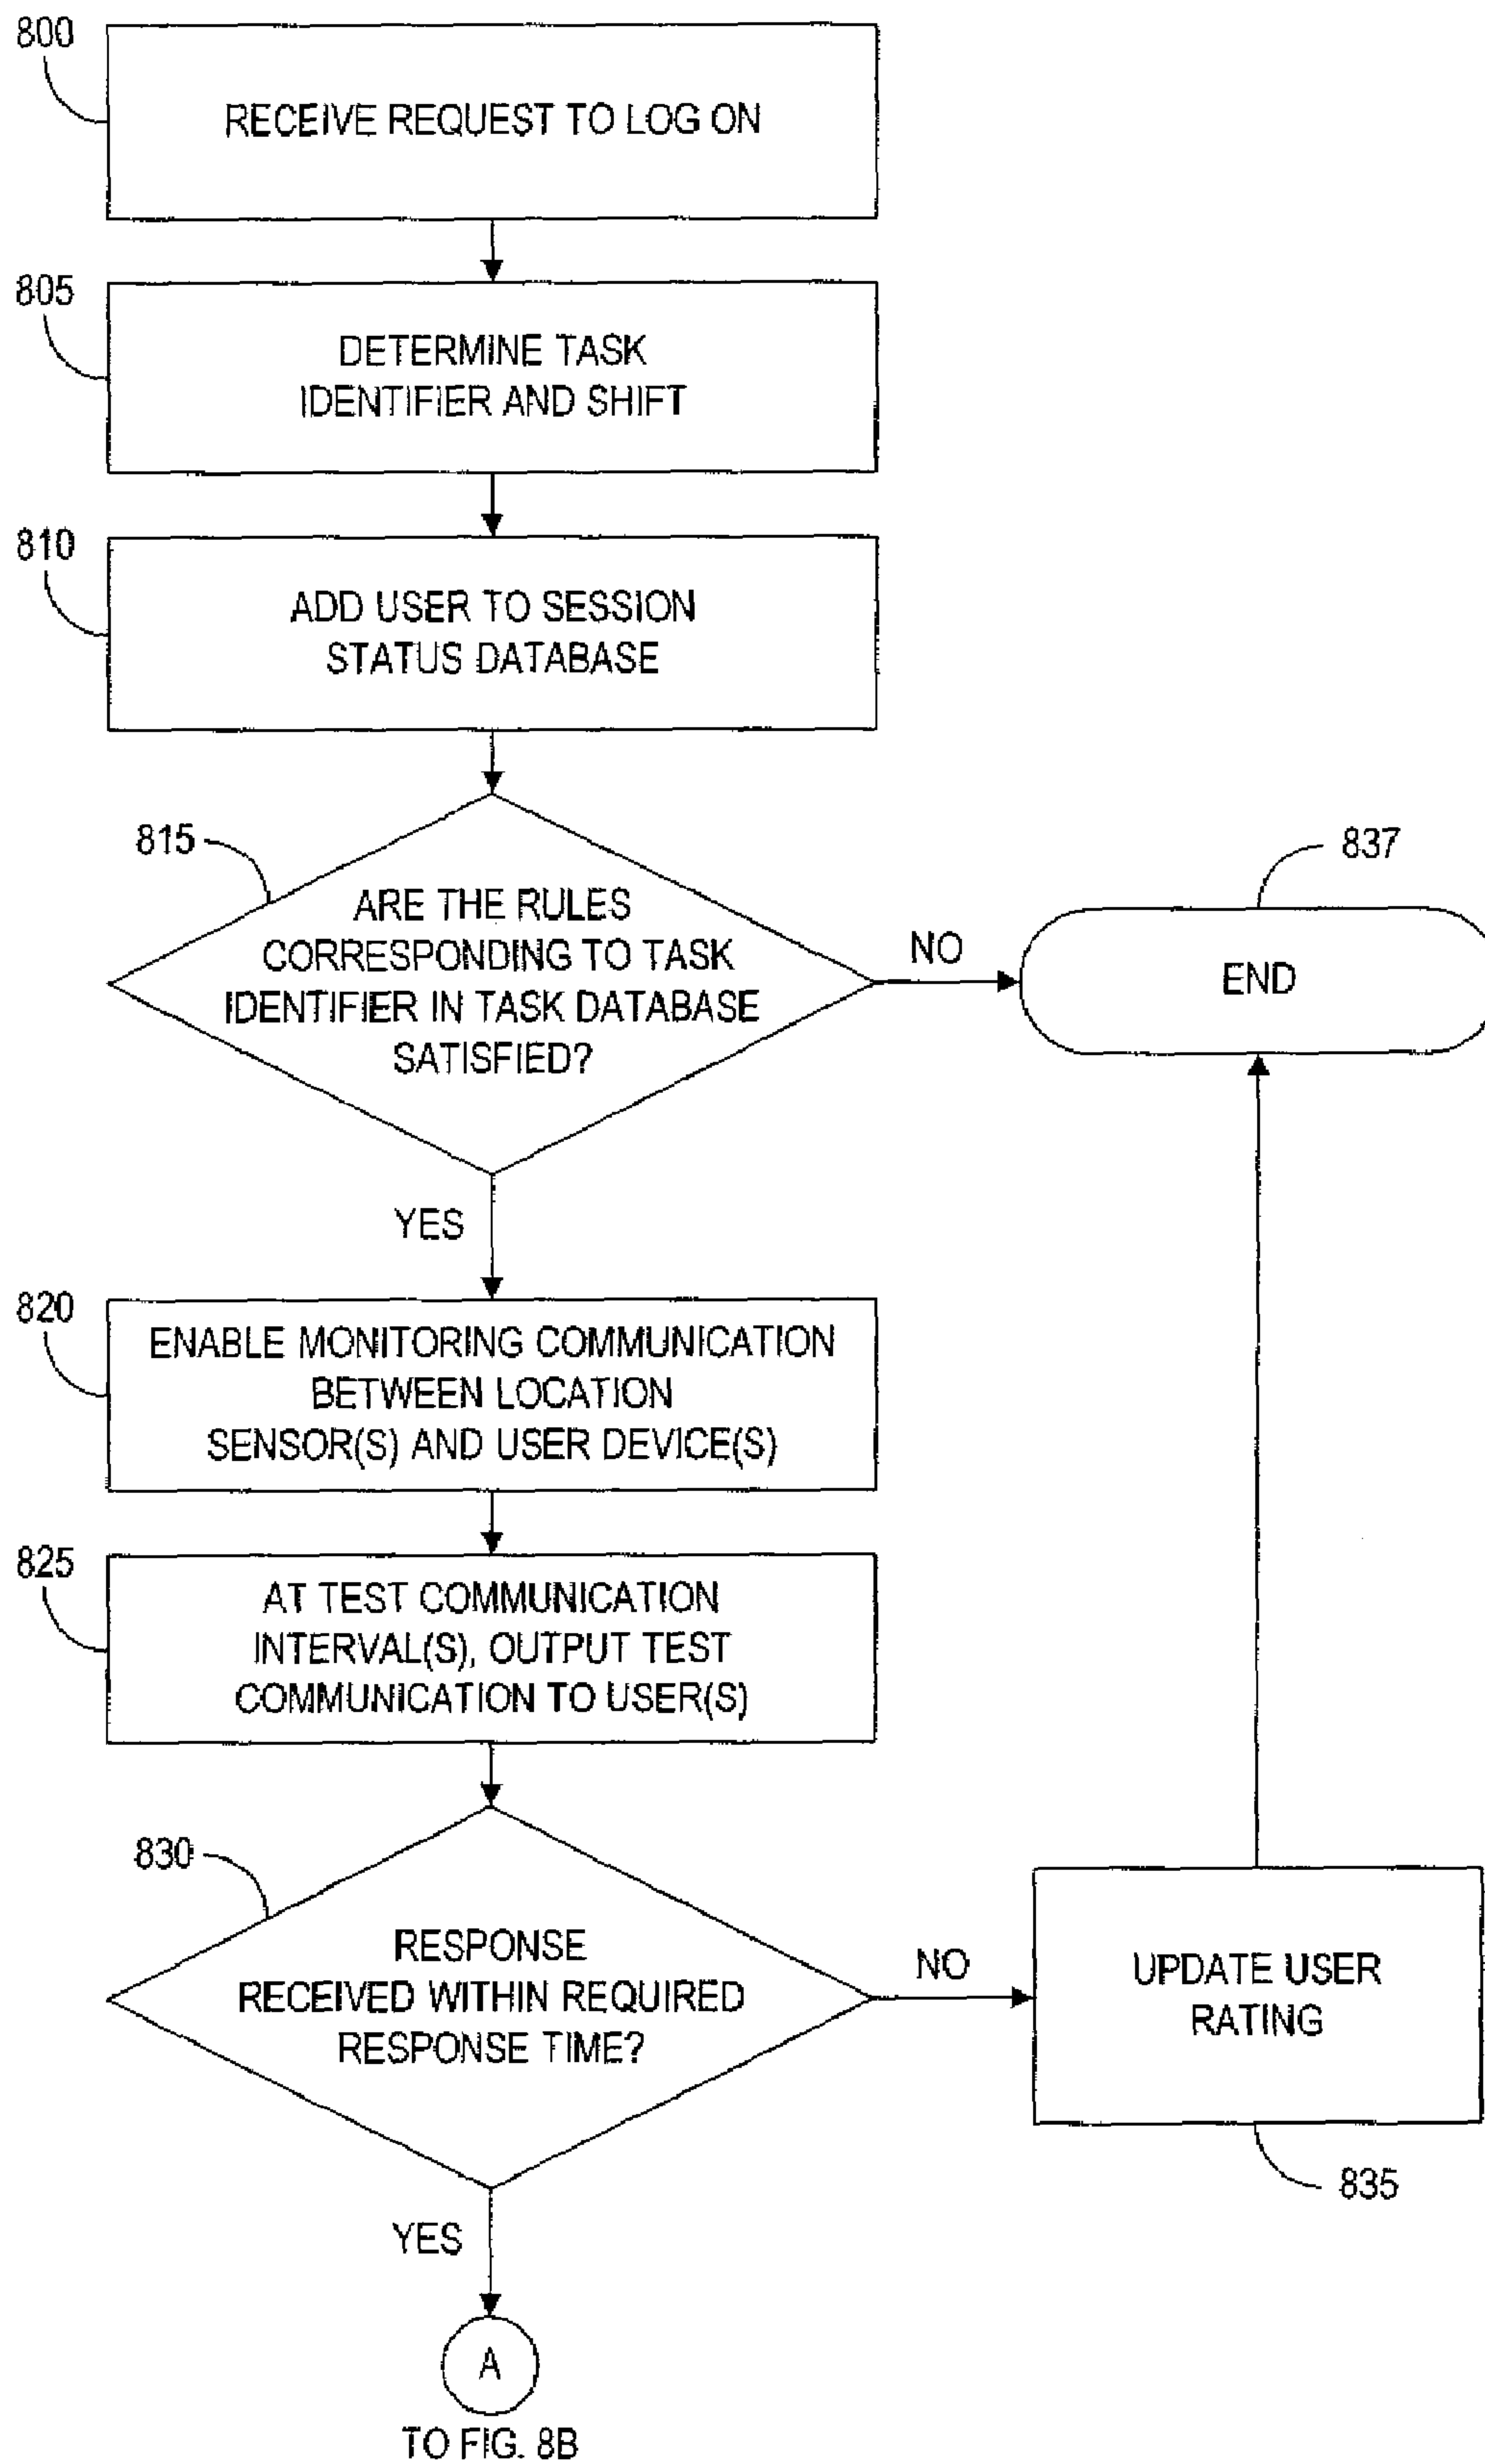 800
RECEIVE REQUEST TO LOG ON
805
DETERMINE TASK
IDENTIFIER AND SHIFT
810
ADD USER TO SESSION
STATUS DATABASE
815
ARE THE RULES
CORRESPONDING TO TASK
IDENTIFIER IN TASK DATABASE
SATISFIED?
NO
837
END
YES
820
ENABLE MONITORING COMMUNICATION
BETWEEN LOCATION
SENSOR(S) AND USER DEVICE(S)
825
AT TEST COMMUNICATION
INTERVAL(S), OUTPUT TEST
COMMUNICATION TO USER(S)
830
RESPONSE
RECEIVED WITHIN REQUIRED
RESPONSE TIME?
NO
UPDATE USER
RATING
835
YES
A
TO FIG. 8B